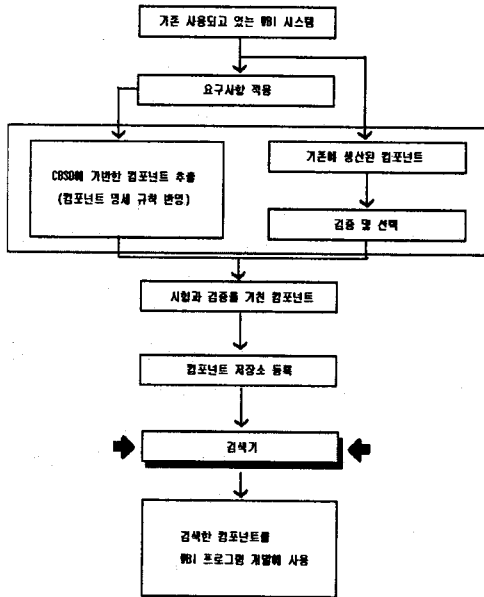 기존 사용되고 있는 WBI 시스템
요구사항 적용
CBSD에 기반한 컴포넌트 추출
(컴포넌트 명세 규칙 반영)
기존에 생산된 컴포넌트
검증 및 선택
시험과 검증을 거친 컴포넌트
컴포넌트 저장소 등록
검색기
검색한 컴포넌트를
WBI 프로그램 개발에 사용